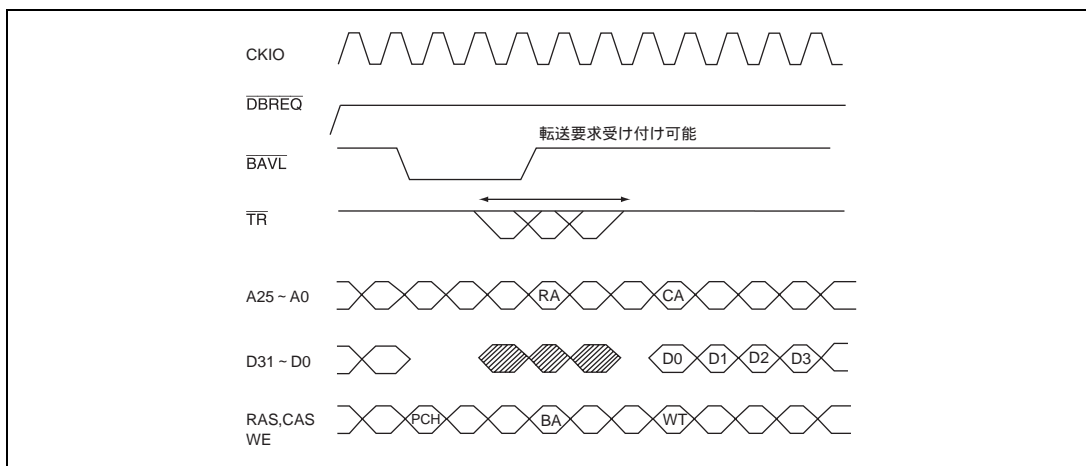 CKIO
DBREQ
転送要求受け付け可能
BAVL
TR
A25~A0 RA CA
D31~D0 D0 D1 D2 D3
RAS,CAS PCH BA WT
WE